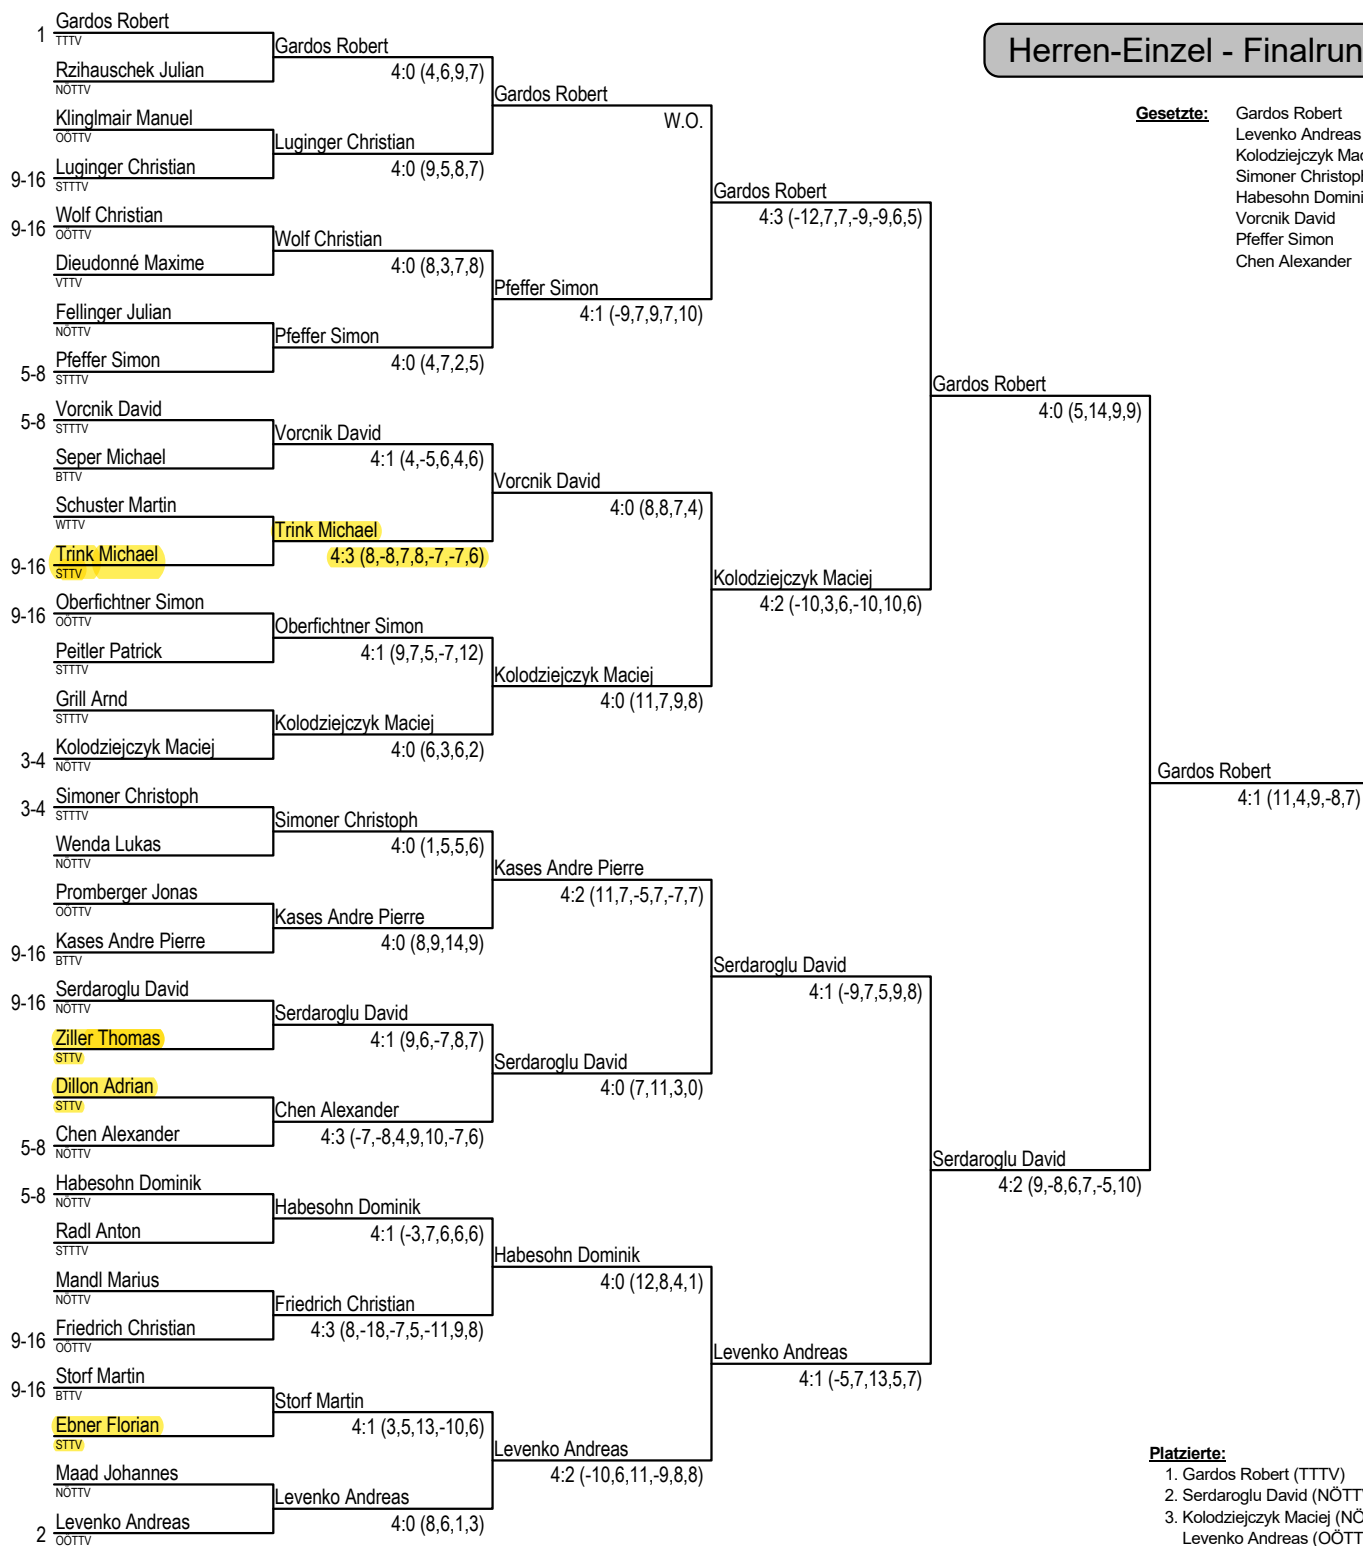 Herren-Einzel - Finalrun
Gesetzte:
Gardos Robert
Levenko Andreas
Kolodziejczyk Mac
Simoner Christoph
Habesohn Domini
Vorcnik David
Pfeffer Simon
Chen Alexander
1 Gardos Robert
TTTV
Rzihauschek Julian
NÖTTV
Klinglmair Manuel
OÖTTV
9-16 Luginger Christian
STTTV
9-16 Wolf Christian
OÖTTV
Dieudonné Maxime
VTTV
Fellinger Julian
NÖTTV
5-8 Pfeffer Simon
STTTV
5-8 Vorcnik David
STTTV
Seper Michael
BTTV
Schuster Martin
WTTV
9-16 Trink Michael
STTV
9-16 Oberfichtner Simon
OÖTTV
Peitler Patrick
STTTV
Grill Arnd
STTTV
3-4 Kolodziejczyk Maciej
NÖTTV
3-4 Simoner Christoph
STTTV
Wenda Lukas
NÖTTV
Promberger Jonas
OÖTTV
9-16 Kases Andre Pierre
BTTV
9-16 Serdaroglu David
NÖTTV
Ziller Thomas
STTV
Dillon Adrian
STTV
5-8 Chen Alexander
NÖTTV
5-8 Habesohn Dominik
NÖTTV
Radl Anton
STTTV
Mandl Marius
NÖTTV
9-16 Friedrich Christian
OÖTTV
9-16 Storf Martin
BTTV
Ebner Florian
STTV
Maad Johannes
NÖTTV
2 Levenko Andreas
OÖTTV
Gardos Robert
4:0 (4,6,9,7)
Luginger Christian
4:0 (9,5,8,7)
Wolf Christian
4:0 (8,3,7,8)
Pfeffer Simon
4:0 (4,7,2,5)
Vorcnik David
4:1 (4,-5,6,4,6)
Trink Michael
4:3 (8,-8,7,8,-7,-7,6)
Oberfichtner Simon
4:1 (9,7,5,-7,12)
Kolodziejczyk Maciej
4:0 (6,3,6,2)
Simoner Christoph
4:0 (1,5,5,6)
Kases Andre Pierre
4:0 (8,9,14,9)
Serdaroglu David
4:1 (9,6,-7,8,7)
Chen Alexander
4:3 (-7,-8,4,9,10,-7,6)
Habesohn Dominik
4:1 (-3,7,6,6,6)
Friedrich Christian
4:3 (8,-18,-7,5,-11,9,8)
Storf Martin
4:1 (3,5,13,-10,6)
Levenko Andreas
4:0 (8,6,1,3)
Gardos Robert
W.O.
Pfeffer Simon
4:1 (-9,7,9,7,10)
Vorcnik David
4:0 (8,8,7,4)
Kolodziejczyk Maciej
4:0 (11,7,9,8)
Kases Andre Pierre
4:2 (11,7,-5,7,-7,7)
Serdaroglu David
4:0 (7,11,3,0)
Habesohn Dominik
4:0 (12,8,4,1)
Levenko Andreas
4:2 (-10,6,11,-9,8,8)
Gardos Robert
4:3 (-12,7,7,-9,-9,6,5)
Kolodziejczyk Maciej
4:2 (-10,3,6,-10,10,6)
Serdaroglu David
4:1 (-9,7,5,9,8)
Levenko Andreas
4:1 (-5,7,13,5,7)
Gardos Robert
4:0 (5,14,9,9)
Serdaroglu David
4:2 (9,-8,6,7,-5,10)
Gardos Robert
4:1 (11,4,9,-8,7)
Platzierte:
1. Gardos Robert (TTTV)
2. Serdaroglu David (NÖTT
3. Kolodziejczyk Maciej (NÖ
Levenko Andreas (OÖTT